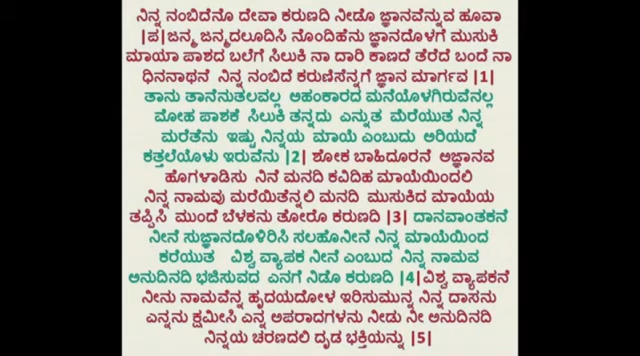 ನಿನ್ನ ನಂಬಿದೆನೊ ದೇವಾ ಕರುಣದಿ ನೀಡೊ ಜ್ಞಾನವೆನ್ನುವ ಹೂವಾ
|ಪ|ಜನ್ಮ ಜನ್ಮದಲೂದಿಸಿ ನೊಂದಿಹೆನು ಜ್ಞಾನದೊಳಗೆ ಮುಸುಕಿ
ಮಾಯಾ ಪಾಶದ ಬಲೆಗೆ ಸಿಲುಕಿ ನಾ ದಾರಿ ಕಾಣದೆ ತೆರೆದೆ ಬಂದೆ ನಾ
ಧಿನನಾಥನೆ ನಿನ್ನ ನಂಬಿದೆ ಕರುಣಿಸೆನ್ನಗೆ ಜ್ಞಾನ ಮಾರ್ಗವ |1|
ತಾನು ತಾನೆನುತಲವಲ್ಲ ಅಹಂಕಾರದ ಮನೆಯೊಳಗಿರುವೆನಲ್ಲ
ಮೋಹ ಪಾಶಕೆ ಸಿಲುಕಿ ತನ್ನದು ಎನ್ನುತ ಮೆರೆಯುತ ನಿನ್ನ
ಮರೆತೆನು ಇಷ್ಟು ನಿನ್ನಯ ಮಾಯೆ ಎಂಬುದು ಅರಿಯದೆ
ಕತ್ತಲೆಯೊಳು ಇರುವೆನು |2| ಶೋಕ ಬಾಹಿದೂರನೆ ಅಜ್ಞಾನವ
ಹೊಗಳಾಡಿಸು ನಿನೆ ಮನದಿ ಕವಿದಿಹ ಮಾಯೆಯಿಂದಲಿ
ನಿನ್ನ ನಾಮವು ಮರೆಯಿತೆನ್ನಲಿ ಮನದಿ ಮುಸುಕಿದ ಮಾಯೆಯ
ತಪ್ಪಿಸಿ ಮುಂದೆ ಬೆಳಕನು ತೋರೊ ಕರುಣದಿ |3| ದಾನವಾಂತಕನೆ
ನೀನೆ ಸುಜ್ಞಾನದೊಳಿರಿಸಿ ಸಲಹೊನೀನೆ ನಿನ್ನ ಮಾಯೆಯಿಂದ
ಕರೆಯುತ ವಿಶ್ವ ವ್ಯಾಪಕ ನೀನೆ ಎಂಬುದ ನಿನ್ನ ನಾಮವ
ಅನುದಿನದಿ ಭಜಿಸುವದ ಎನಗೆ ನಿಡೊ ಕರುಣದಿ |4|ವಿಶ್ವ ವ್ಯಾಪಕನೆ
ನೀನು ನಾಮವೆನ್ನ ಹೃದಯದೋಳ ಇರಿಸುಮುನ್ನ ನಿನ್ನ ದಾಸನು
ಎನ್ನನು ಕ್ಷಮೀಸಿ ಎನ್ನ ಅಪರಾದಗಳನು ನೀಡು ನೀ ಅನುದಿನದಿ
ನಿನ್ನಯ ಚರಣದಲಿ ದೃಡ ಭಕ್ತಿಯನ್ನು |5|